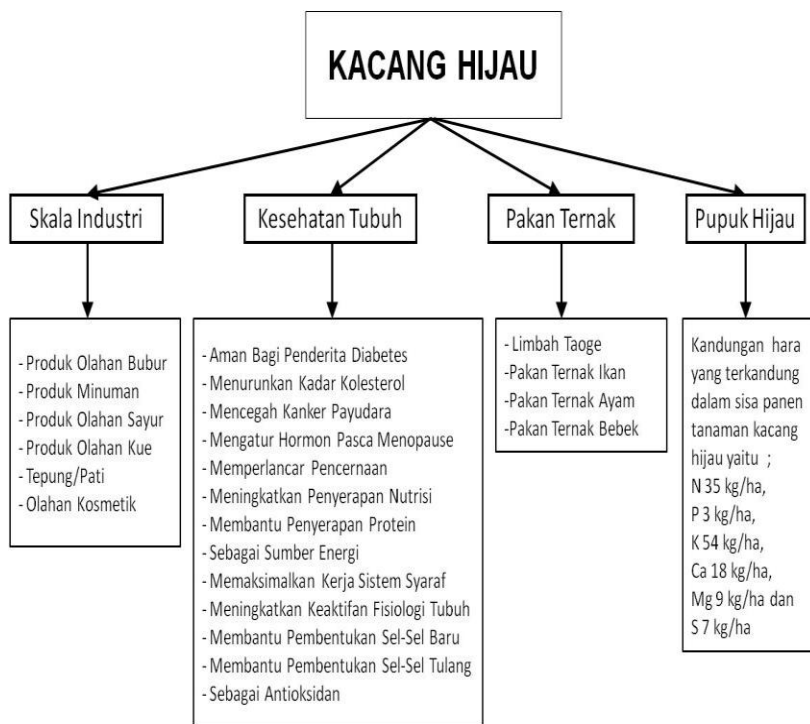 KACANG HIJAU
Skala Industri
Kesehatan Tubuh
Pakan Ternak
Pupuk Hijau
- Produk Olahan Bubur
- Produk Minuman
- Produk Olahan Sayur
- Produk Olahan Kue
- Tepung/Pati
- Olahan Kosmetik
- Aman Bagi Penderita Diabetes
- Menurunkan Kadar Kolesterol
- Mencegah Kanker Payudara
- Mengatur Hormon Pasca Menopause
- Memperlancar Pencernaan
- Meningkatkan Penyerapan Nutrisi
- Membantu Penyerapan Protein
- Sebagai Sumber Energi
- Memaksimalkan Kerja Sistem Syaraf
- Meningkatkan Keaktifan Fisiologi Tubuh
- Membantu Pembentukan Sel-Sel Baru
- Membantu Pembentukan Sel-Sel Tulang
- Sebagai Antioksidan
- Limbah Taoge
- Pakan Ternak Ikan
- Pakan Ternak Ayam
- Pakan Ternak Bebek
Kandungan hara
yang terkandung
dalam sisa panen
tanaman kacang
hijau yaitu ;
N 35 kg/ha,
P 3 kg/ha,
K 54 kg/ha,
Ca 18 kg/ha,
Mg 9 kg/ha dan
S 7 kg/ha